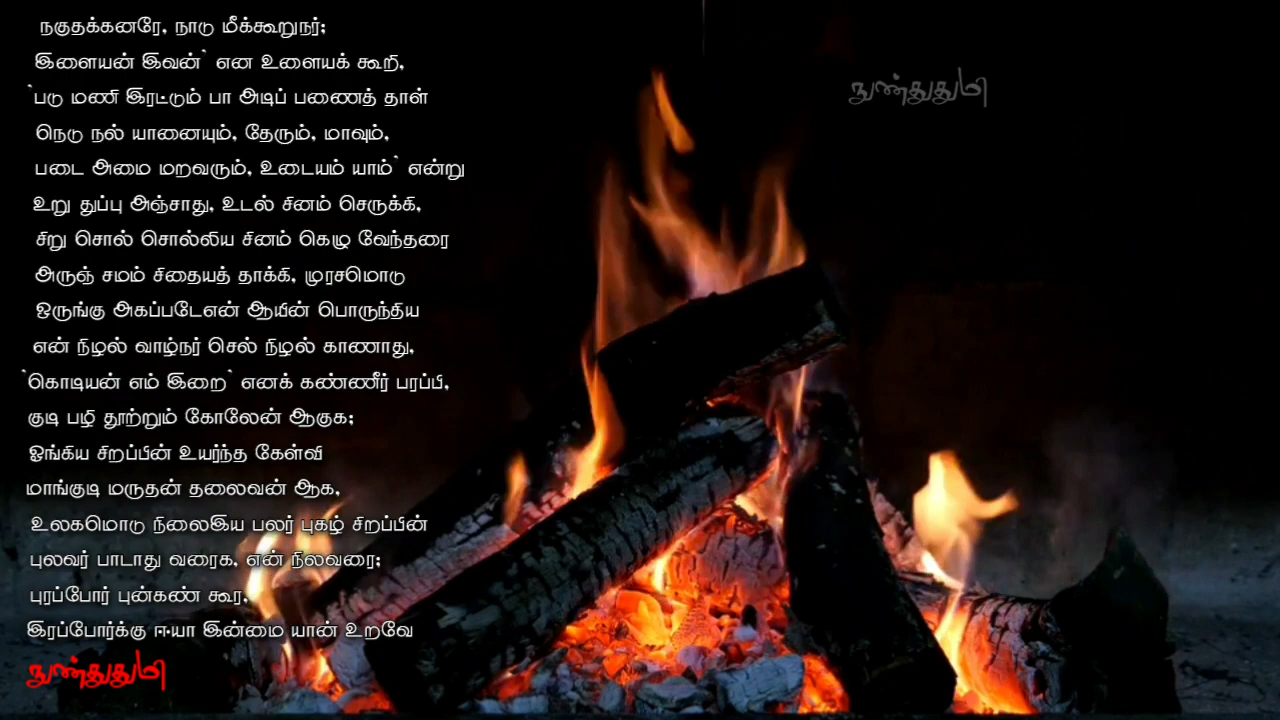 நகுதக்கனரே, நாடு மீக்கூறுநர்;
இளையன் இவன்` என உளையக் கூறி,
`படு மணி இரட்டும் பா அடிப் பணைத் தாள்
நெடு நல் யானையும், தேரும், மாவும்,
படை அமை மறவரும், உடையம் யாம்` என்று
உறு துப்பு அஞ்சாது, உடல் சினம் செருக்கி,
சிறு சொல் சொல்லிய சினம் கெழு வேந்தரை
அருஞ் சமம் சிதையத் தாக்கி, முரசமொடு
ஒருங்கு அகப்படேஎன் ஆயின் பொருந்திய
என் நிழல் வாழ்நர் செல் நிழல் காணாது,
`கொடியன் எம் இறை` எனக் கண்ணீர் பரப்பி,
குடி பழி தூற்றும் கோலேன் ஆகுக;
ஓங்கிய சிறப்பின் உயர்ந்த கேள்வி
மாங்குடி மருதன் தலைவன் ஆக,
உலகமொடு நிலைஇய பலர் புகழ் சிறப்பின்
புலவர் பாடாது வரைக, என் நிலவரை;
புரப்போர் புன்கண் கூர,
இரப்போர்க்கு ஈயா இன்மை யான் உறவே
நுண்துதுமி
நுண்துதுமி